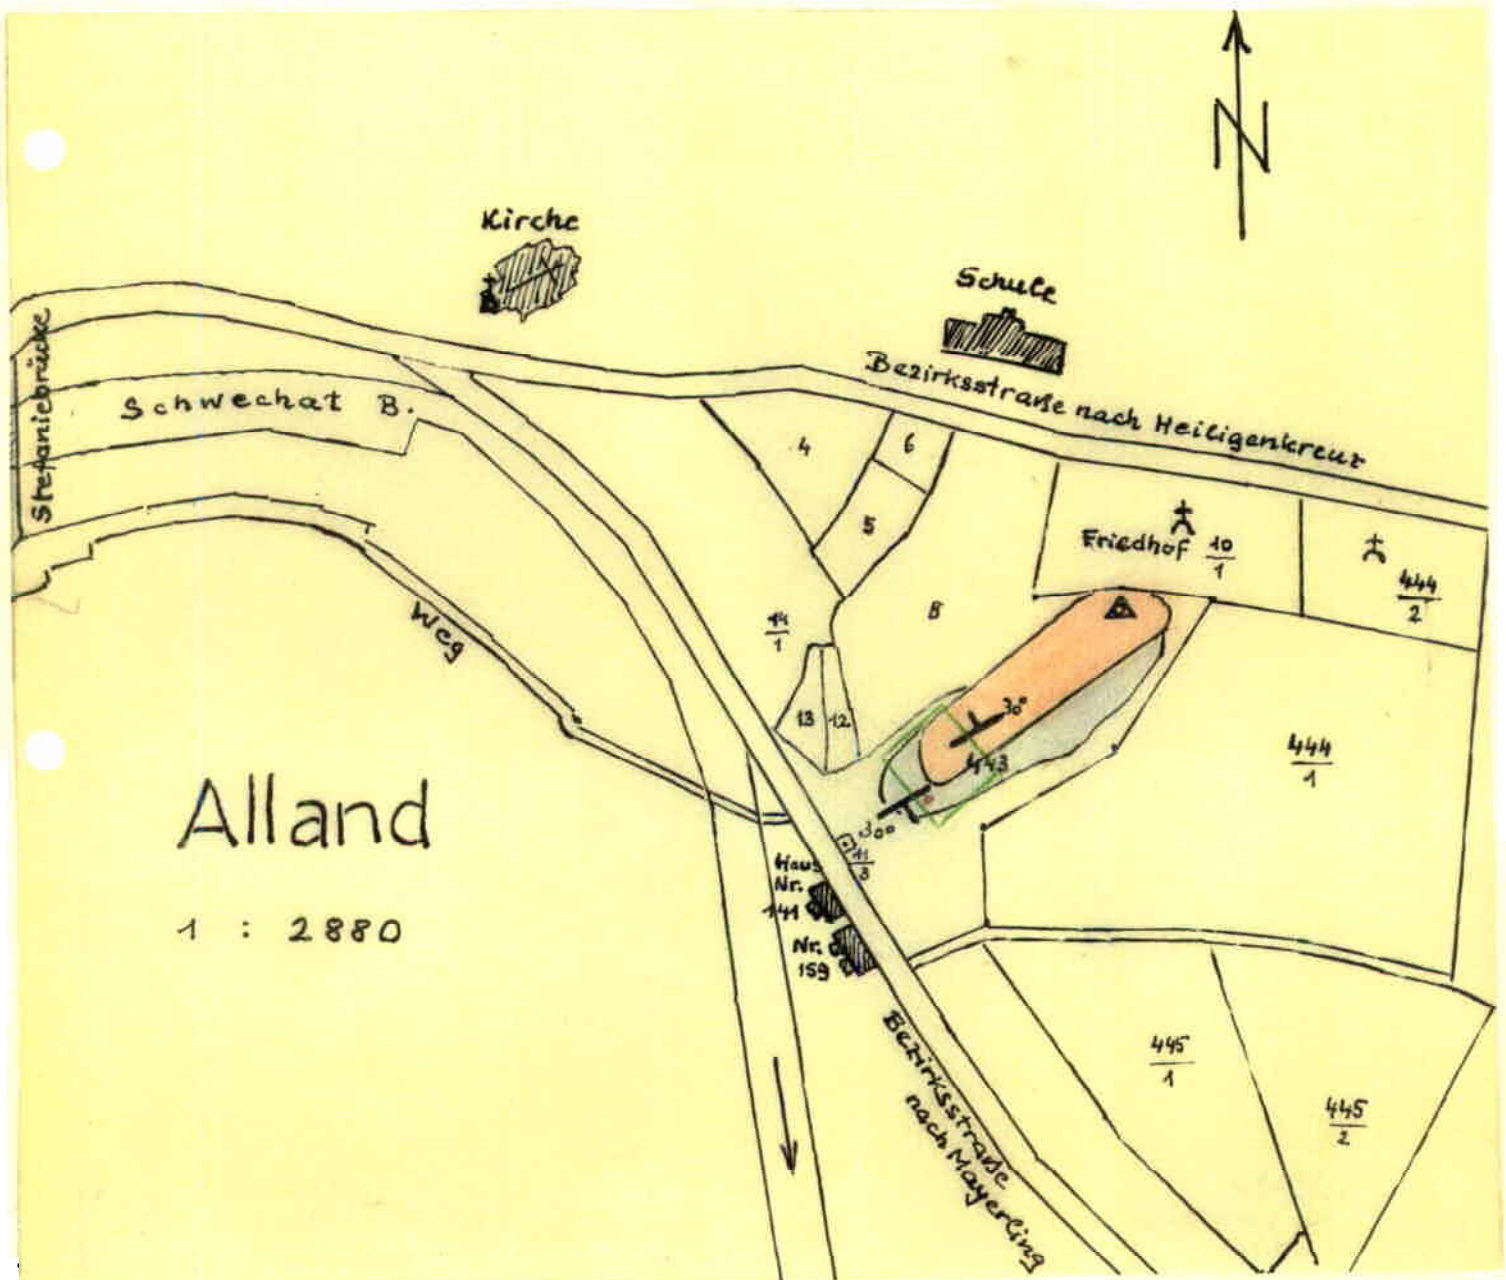 N
Kirche
Schule
Bezirksstraße nach Heiligenkreuz
Stefaniebrücke
Schwechat B.
4
6
5
Friedhof 10/1
444/2
8
11/1
Weg
13
12
30°
443
444/1
Alland
1 : 2880
300°
11/3
Haus
Nr.
141
Nr.
159
Bezirksstraße
nach Mayerling
445/1
445/2